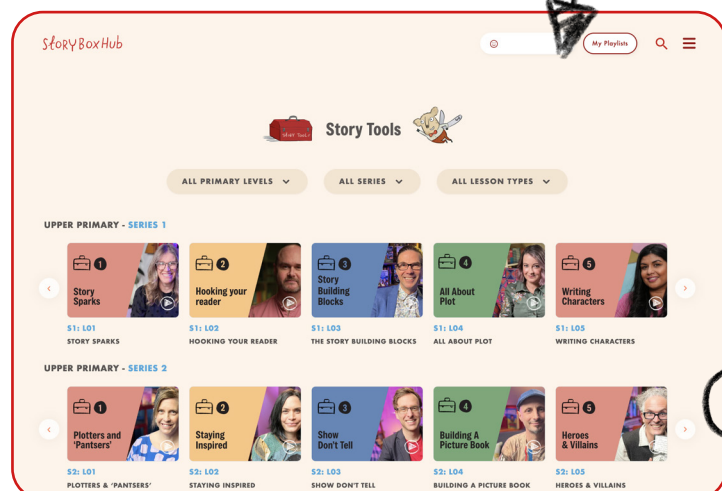 StoryBoxHub
My Playlists
STORY TOOLS
Story Tools
ALL PRIMARY LEVELS
ALL SERIES
ALL LESSON TYPES
UPPER PRIMARY - SERIES 1
1
Story
Sparks
2
Hooking your
reader
3
Story
Building
Blocks
4
All About
Plot
5
Writing
Characters
S1: L01
S1: L02
S1: L03
S1: L04
S1: L05
STORY SPARKS
HOOKING YOUR READER
THE STORY BUILDING BLOCKS
ALL ABOUT PLOT
WRITING CHARACTERS
UPPER PRIMARY - SERIES 2
1
Plotters and
'Pantsers'
2
Staying
Inspired
3
Show
Don't Tell
4
Building A
Picture Book
5
Heroes
& Villains
S2: L01
S2: L02
S2: L03
S2: L04
S2: L05
PLOTTERS & 'PANTSERS'
STAYING INSPIRED
SHOW DON'T TELL
BUILDING A PICTURE BOOK
HEROES & VILLAINS